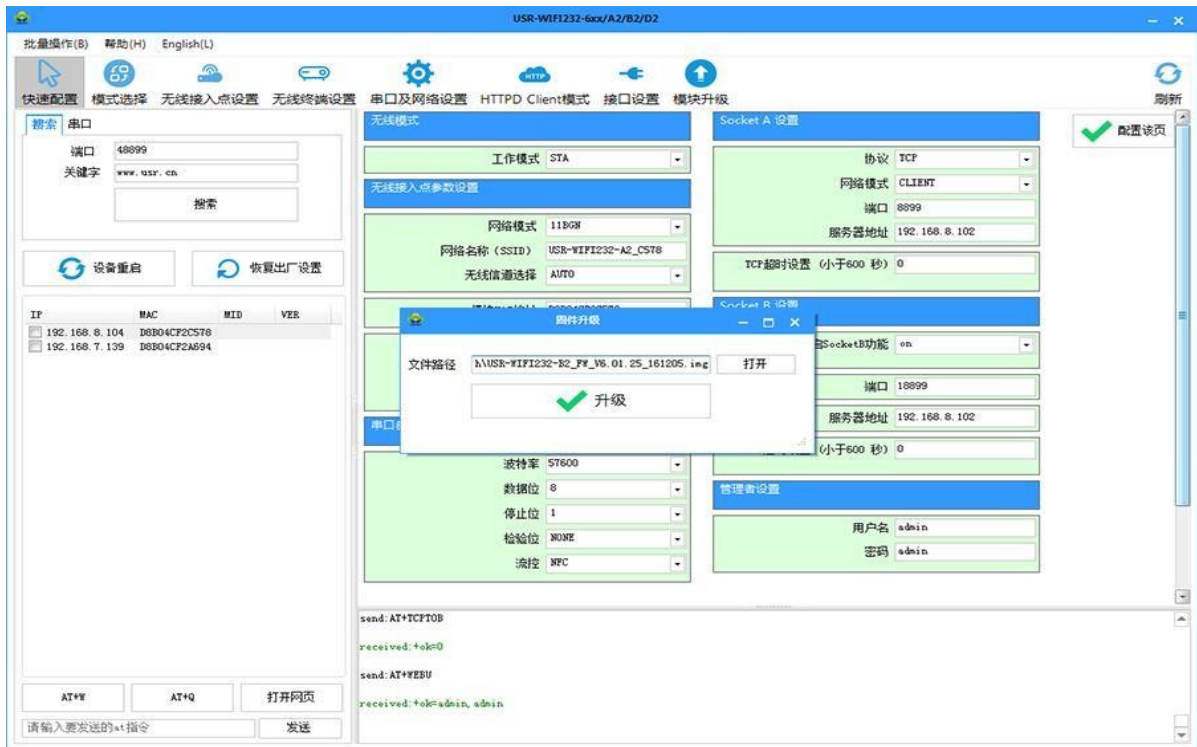 USR-WIFI232-6xx/A2/B2/D2
批量操作(B) 帮助(H) English(L)
快速配置 模式选择 无线接入点设置 无线终端设置 串口及网络设置 HTTPD Client模式 接口设置 模块升级 刷新
搜索 串口
端口 48899
关键字 www.usr.cn
搜索
设备重启 恢复出厂设置
IP MAC MID VER
192.168.8.104 D8B04CF2C578
192.168.7.139 D8B04CF2A694
AT+W AT+Q 打开网页
请输入要发送的at指令 发送
无线模式
工作模式 STA
无线接入点参数设置
网络模式 11BGN
网络名称 (SSID) USR-WIFI232-A2_C578
无线信道选择 AUTO
波特率 57600
数据位 8
停止位 1
检验位 NONE
流控 NFC
Socket A 设置
协议 TCP
网络模式 CLIENT
端口 8899
服务器地址 192.168.8.102
TCP超时设置 (小于600 秒) 0
Socket B 设置
SocketB功能 on
端口 18899
服务器地址 192.168.8.102
(小于600 秒) 0
管理者设置
用户名 admin
密码 admin
配置该页
固件升级
文件路径 h\USR-WIFI232-B2_FW_V6.01.25_161205.img 打开
升级
send:AT+TCPTOB
received:+ok=0
send:AT+WEBU
received:+ok=admin,admin